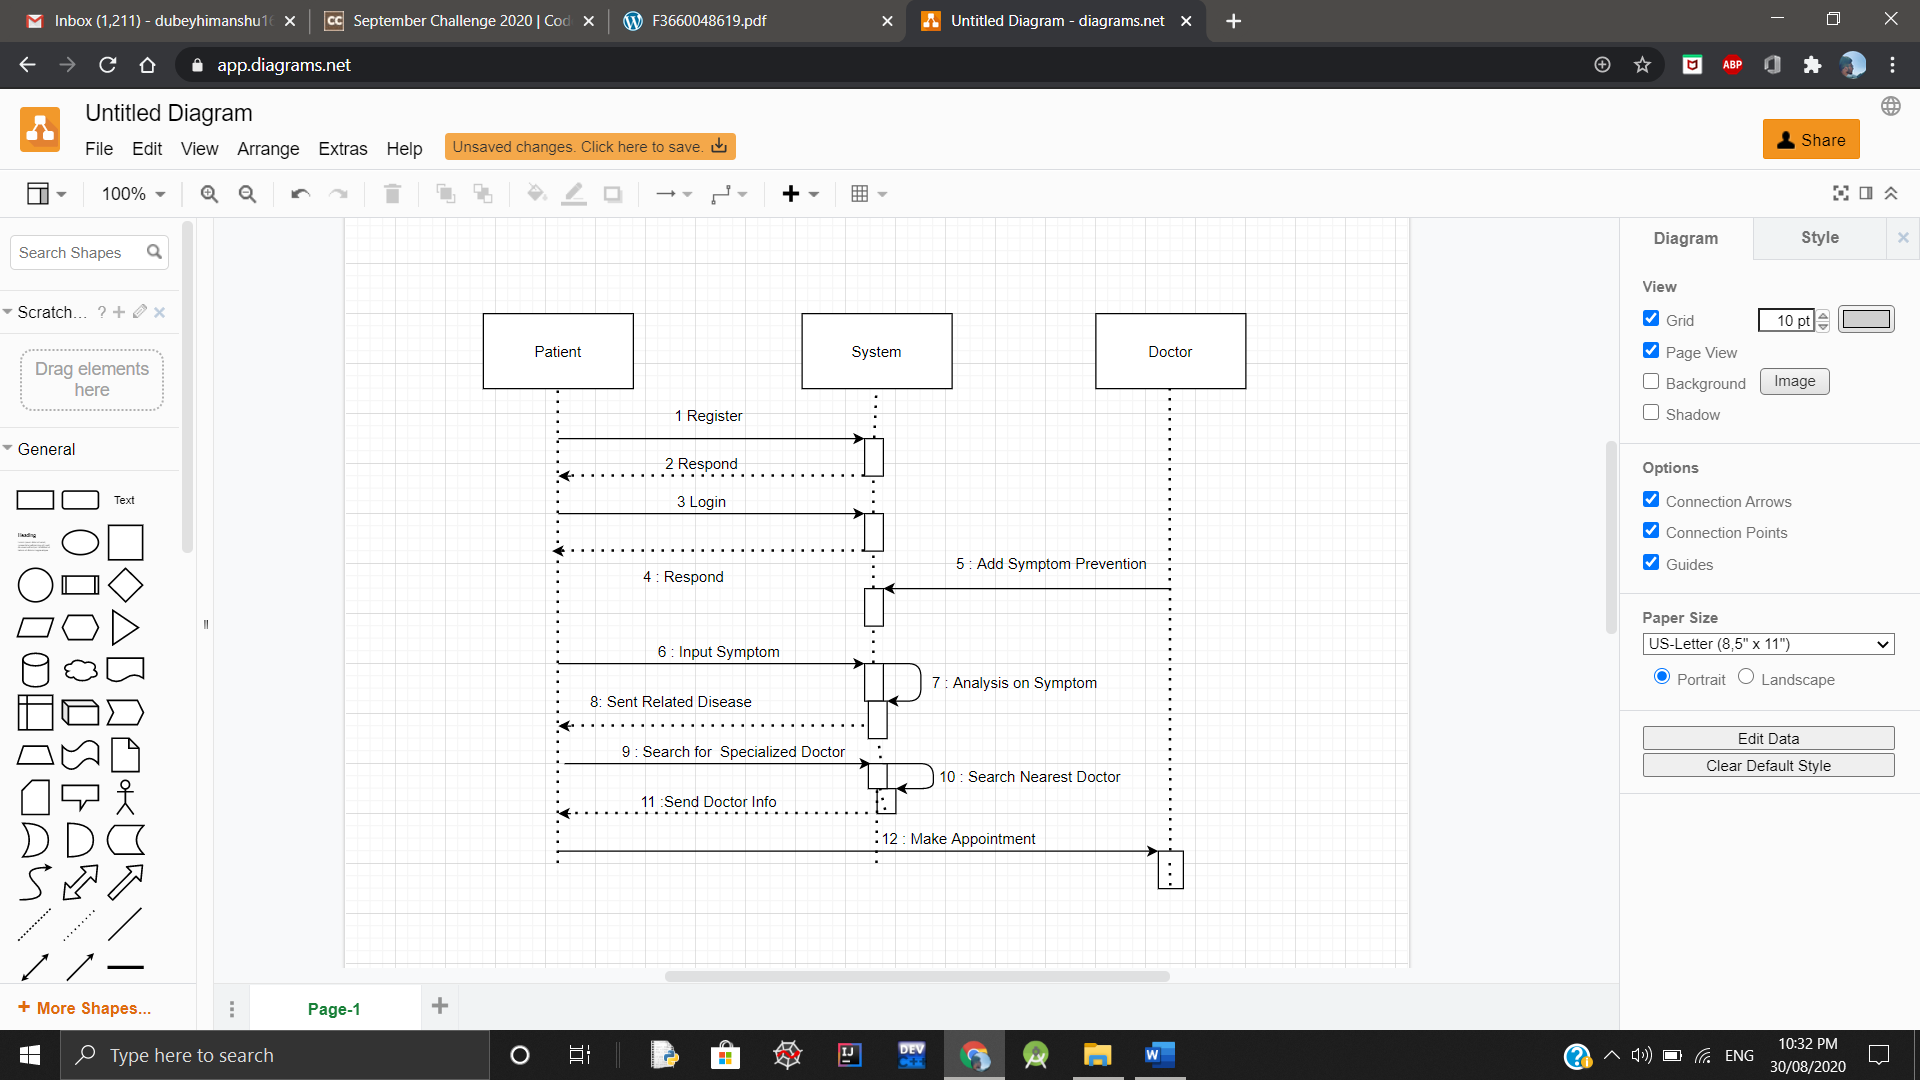 Inbox (1,211) - dubeyhimanshu1
September Challenge 2020 | Cod
F3660048619.pdf
Untitled Diagram - diagrams.net
app.diagrams.net
ABP
Untitled Diagram
File Edit View Arrange Extras Help
Unsaved changes. Click here to save.
Share
100%
Search Shapes
Scratch... ?
Drag elements
here
General
Text
Heading
+ More Shapes...
Patient
System
Doctor
1 Register
2 Respond
3 Login
4 : Respond
5 : Add Symptom Prevention
6 : Input Symptom
7 : Analysis on Symptom
8: Sent Related Disease
9 : Search for  Specialized Doctor
10 : Search Nearest Doctor
11 :Send Doctor Info
12 : Make Appointment
Page-1
Diagram
Style
View
Grid
10 pt
Page View
Background
Image
Shadow
Options
Connection Arrows
Connection Points
Guides
Paper Size
US-Letter (8,5" x 11")
Portrait
Landscape
Edit Data
Clear Default Style
Type here to search
IJ
DEV
C++
W
ENG
10:32 PM
30/08/2020